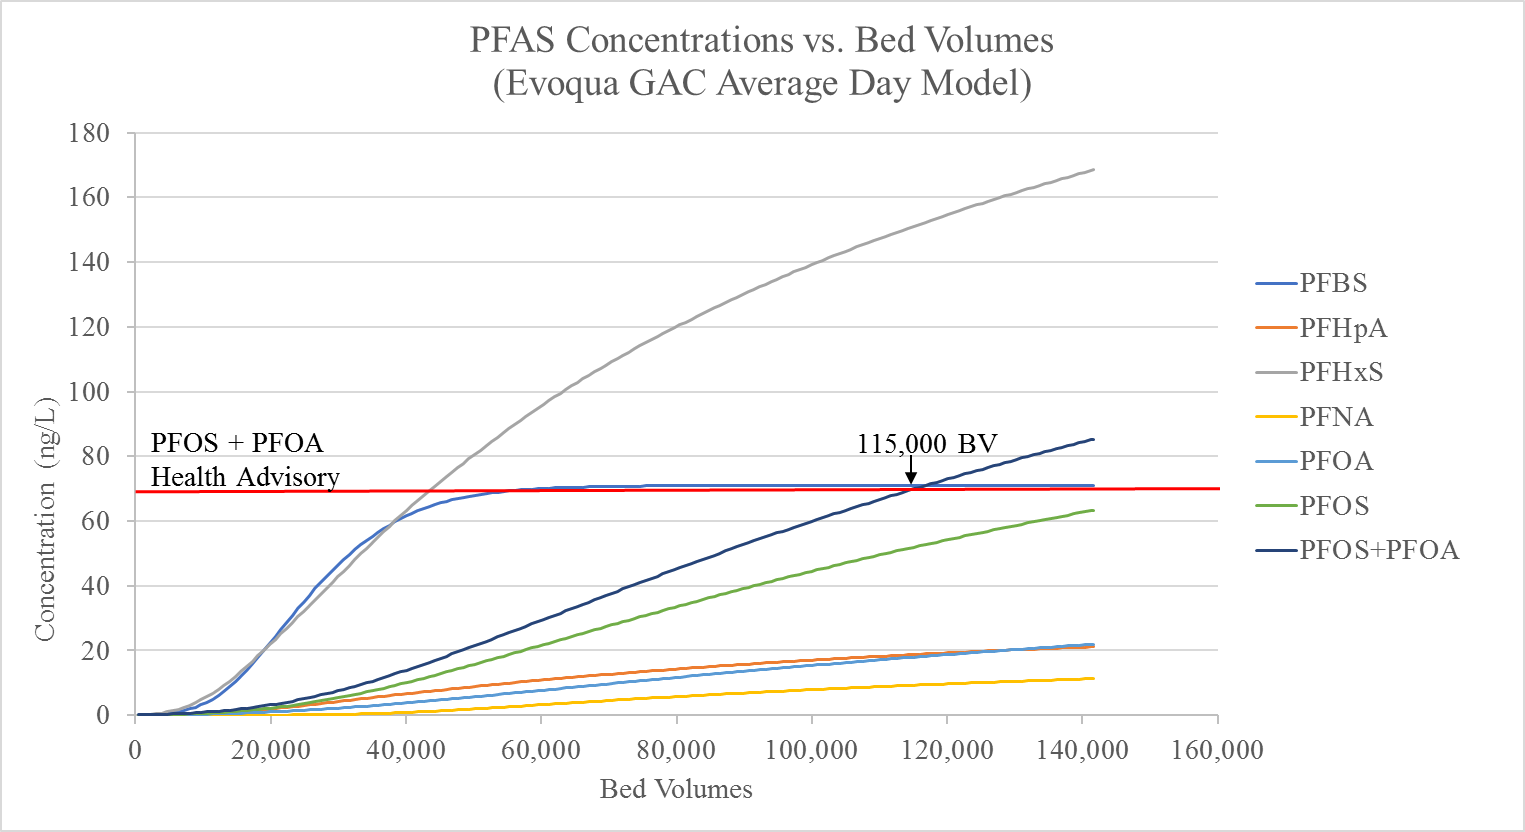 PFAS Concentrations vs. Bed Volumes
(Evoqua GAC Average Day Model)
180
160
140
120
100
80
60
40
20
0
Concentration (ng/L)
PFOS + PFOA
Health Advisory
115,000 BV
0
20,000
40,000
60,000
80,000
100,000
120,000
140,000
160,000
Bed Volumes
PFBS
PFHpA
PFHxS
PFNA
PFOA
PFOS
PFOS+PFOA